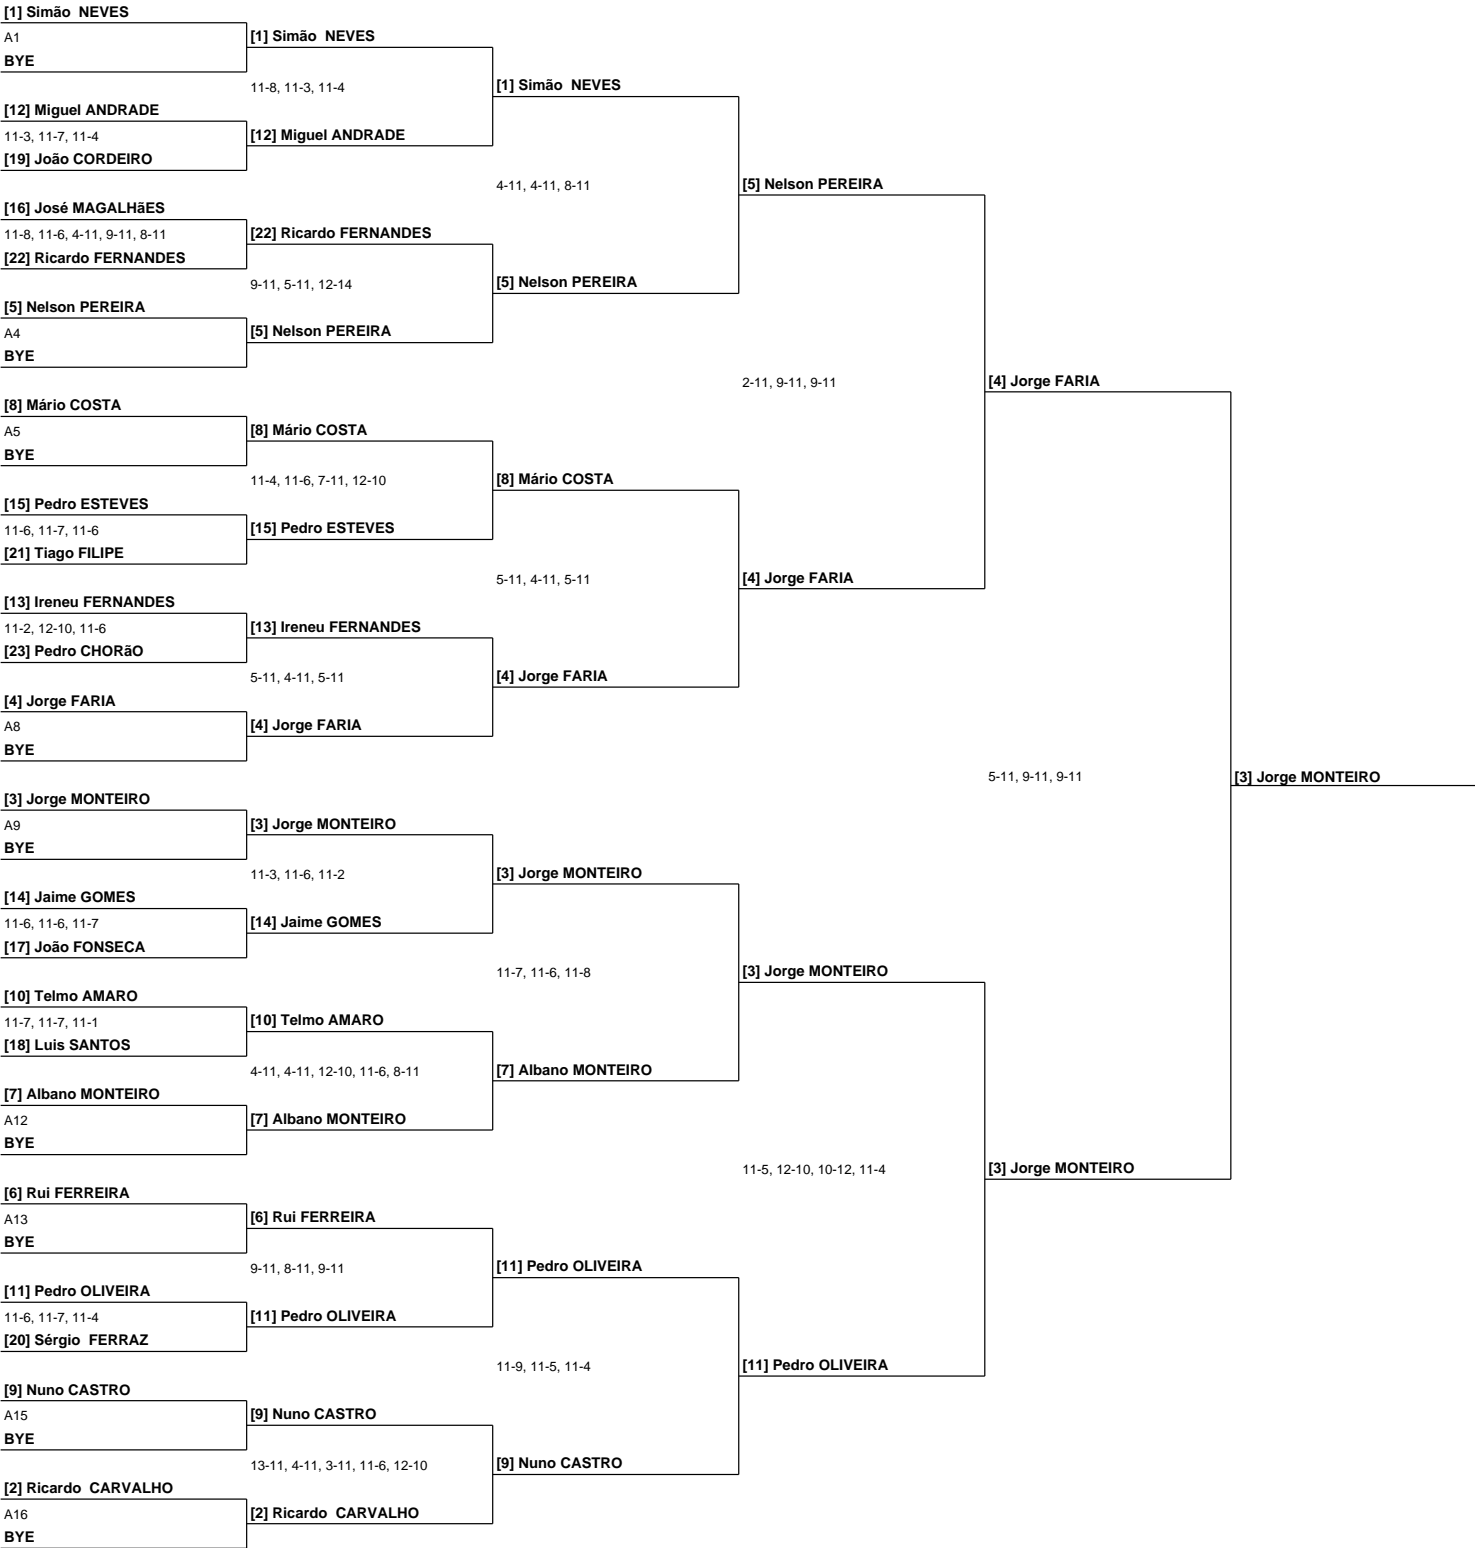 [1] Simão  NEVES
A1
BYE
[12] Miguel ANDRADE
11-3, 11-7, 11-4
[19] João CORDEIRO
[16] José MAGALHãES
11-8, 11-6, 4-11, 9-11, 8-11
[22] Ricardo FERNANDES
[5] Nelson PEREIRA
A4
BYE
[8] Mário COSTA
A5
BYE
[15] Pedro ESTEVES
11-6, 11-7, 11-6
[21] Tiago FILIPE
[13] Ireneu FERNANDES
11-2, 12-10, 11-6
[23] Pedro CHORãO
[4] Jorge FARIA
A8
BYE
[3] Jorge MONTEIRO
A9
BYE
[14] Jaime GOMES
11-6, 11-6, 11-7
[17] João FONSECA
[10] Telmo AMARO
11-7, 11-7, 11-1
[18] Luis SANTOS
[7] Albano MONTEIRO
A12
BYE
[6] Rui FERREIRA
A13
BYE
[11] Pedro OLIVEIRA
11-6, 11-7, 11-4
[20] Sérgio  FERRAZ
[9] Nuno CASTRO
A15
BYE
[2] Ricardo  CARVALHO
A16
BYE
[1] Simão  NEVES
11-8, 11-3, 11-4
[12] Miguel ANDRADE
[22] Ricardo FERNANDES
9-11, 5-11, 12-14
[5] Nelson PEREIRA
[8] Mário COSTA
11-4, 11-6, 7-11, 12-10
[15] Pedro ESTEVES
[13] Ireneu FERNANDES
5-11, 4-11, 5-11
[4] Jorge FARIA
[3] Jorge MONTEIRO
11-3, 11-6, 11-2
[14] Jaime GOMES
[10] Telmo AMARO
4-11, 4-11, 12-10, 11-6, 8-11
[7] Albano MONTEIRO
[6] Rui FERREIRA
9-11, 8-11, 9-11
[11] Pedro OLIVEIRA
[9] Nuno CASTRO
13-11, 4-11, 3-11, 11-6, 12-10
[2] Ricardo  CARVALHO
[1] Simão  NEVES
4-11, 4-11, 8-11
[5] Nelson PEREIRA
[8] Mário COSTA
5-11, 4-11, 5-11
[4] Jorge FARIA
[3] Jorge MONTEIRO
11-7, 11-6, 11-8
[7] Albano MONTEIRO
[11] Pedro OLIVEIRA
11-9, 11-5, 11-4
[9] Nuno CASTRO
[5] Nelson PEREIRA
2-11, 9-11, 9-11
[4] Jorge FARIA
[3] Jorge MONTEIRO
11-5, 12-10, 10-12, 11-4
[11] Pedro OLIVEIRA
[4] Jorge FARIA
5-11, 9-11, 9-11
[3] Jorge MONTEIRO
[3] Jorge MONTEIRO